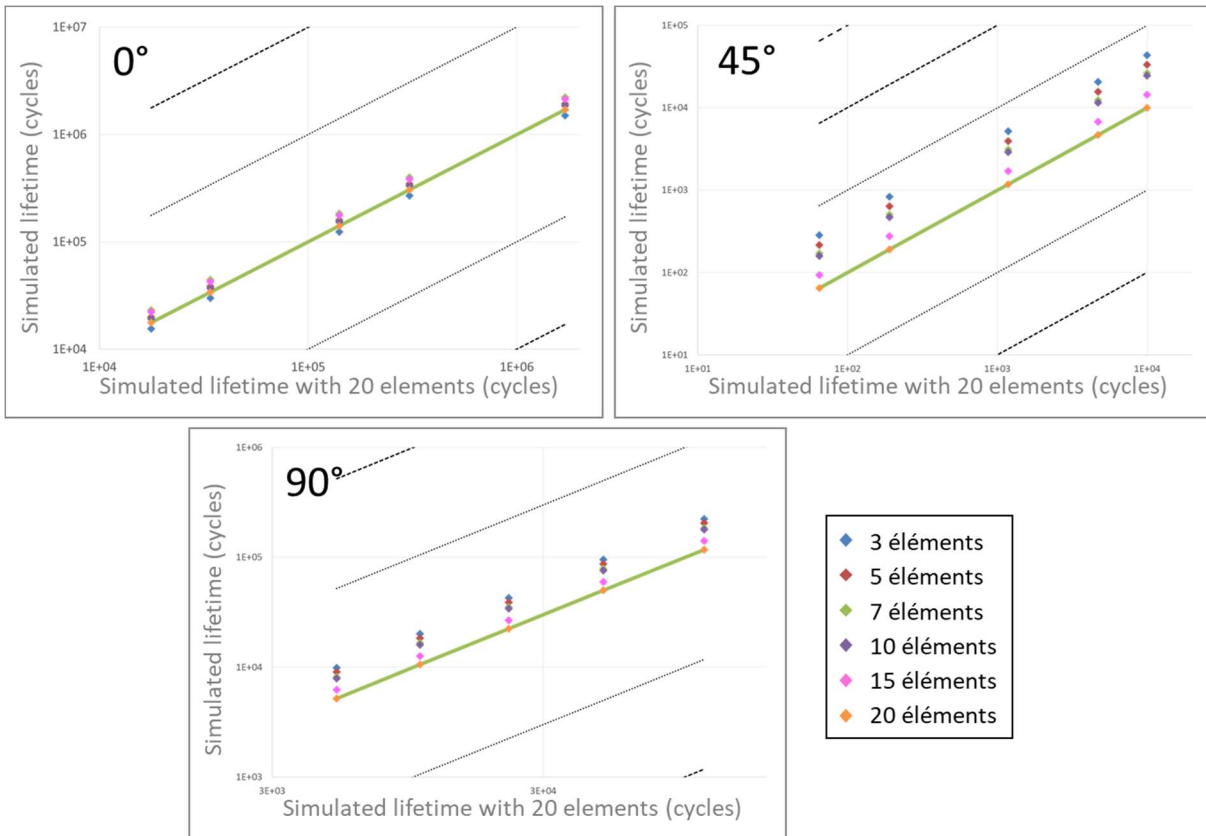 0°
Simulated lifetime (cycles)
1E+07
1E+06
1E+05
1E+04
1E+04
1E+05
1E+06
Simulated lifetime with 20 elements (cycles)
45°
Simulated lifetime (cycles)
1E+05
1E+04
1E+03
1E+02
1E+01
1E+01
1E+02
1E+03
1E+04
Simulated lifetime with 20 elements (cycles)
90°
Simulated lifetime (cycles)
1E+06
1E+05
1E+04
1E+03
3E+03
3E+04
Simulated lifetime with 20 elements (cycles)
3 éléments
5 éléments
7 éléments
10 éléments
15 éléments
20 éléments